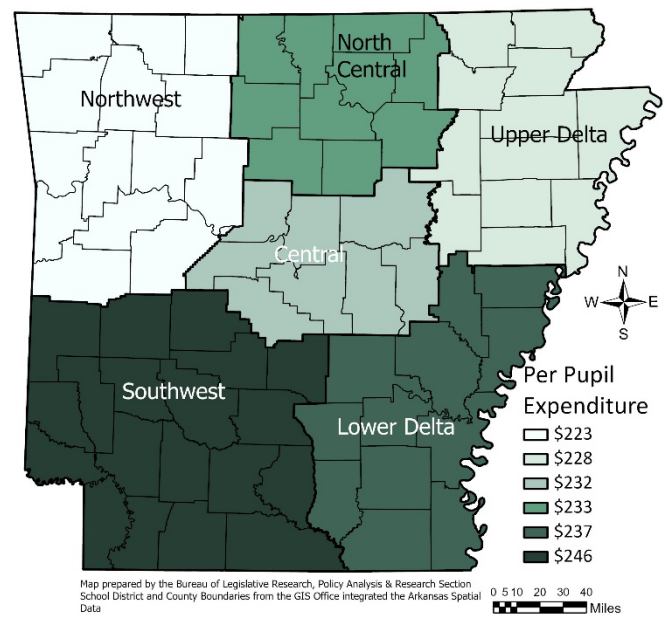 North
Central
Northwest
Upper Delta
Central
N
W E
S
Southwest
Lower Delta
Per Pupil
Expenditure
$223
$228
$232
$233
$237
$246
Map prepared by the Bureau of Legislative Research, Policy Analysis & Research Section
School District and County Boundaries from the GIS Office integrated the Arkansas Spatial
Data
0 5 10 20 30 40
Miles